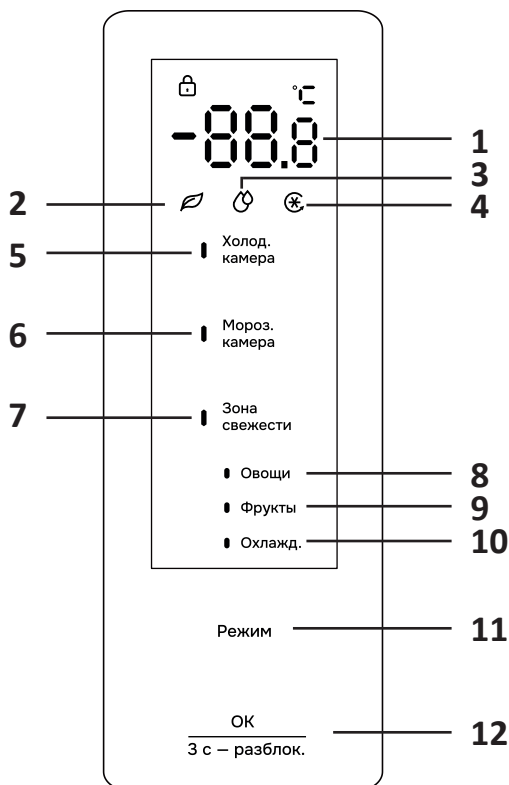 °C
-88.8
1
3
2
4
Холод.
камера
5
Мороз.
камера
6
Зона
свежести
7
Овощи
8
Фрукты
9
Охлажд.
10
Режим
11
ОК
12
3 с – разблок.